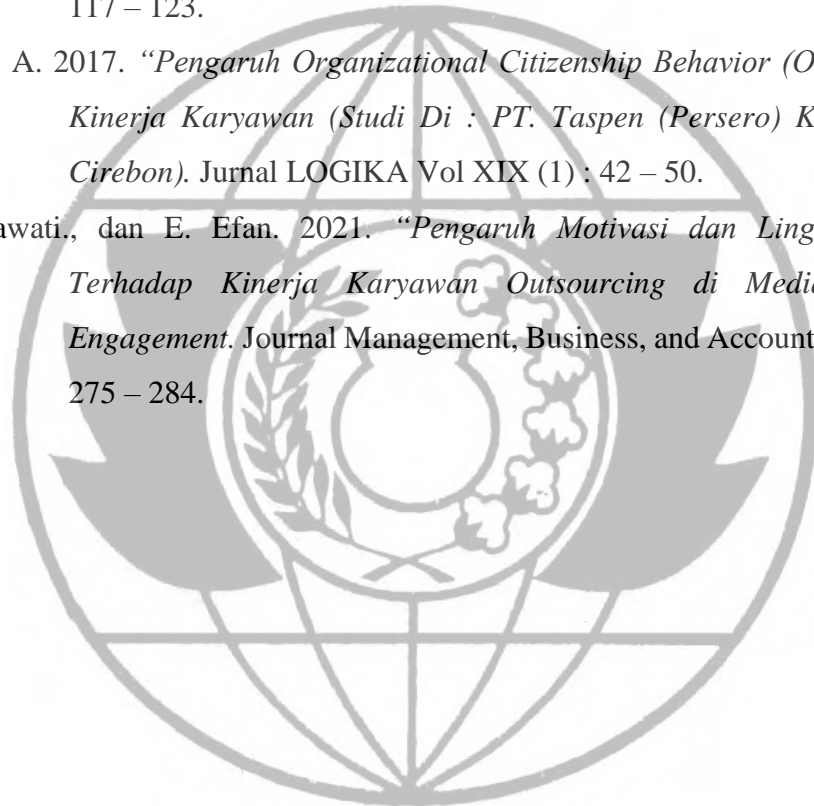 117 – 123.
A. 2017. “Pengaruh Organizational Citizenship Behavior (O
Kinerja Karyawan (Studi Di : PT. Taspen (Persero) K
Cirebon). Jurnal LOGIKA Vol XIX (1) : 42 – 50.
awati., dan E. Efan. 2021. “Pengaruh Motivasi dan Ling
Terhadap Kinerja Karyawan Outsourcing di Media
Engagement. Journal Management, Business, and Account
275 – 284.